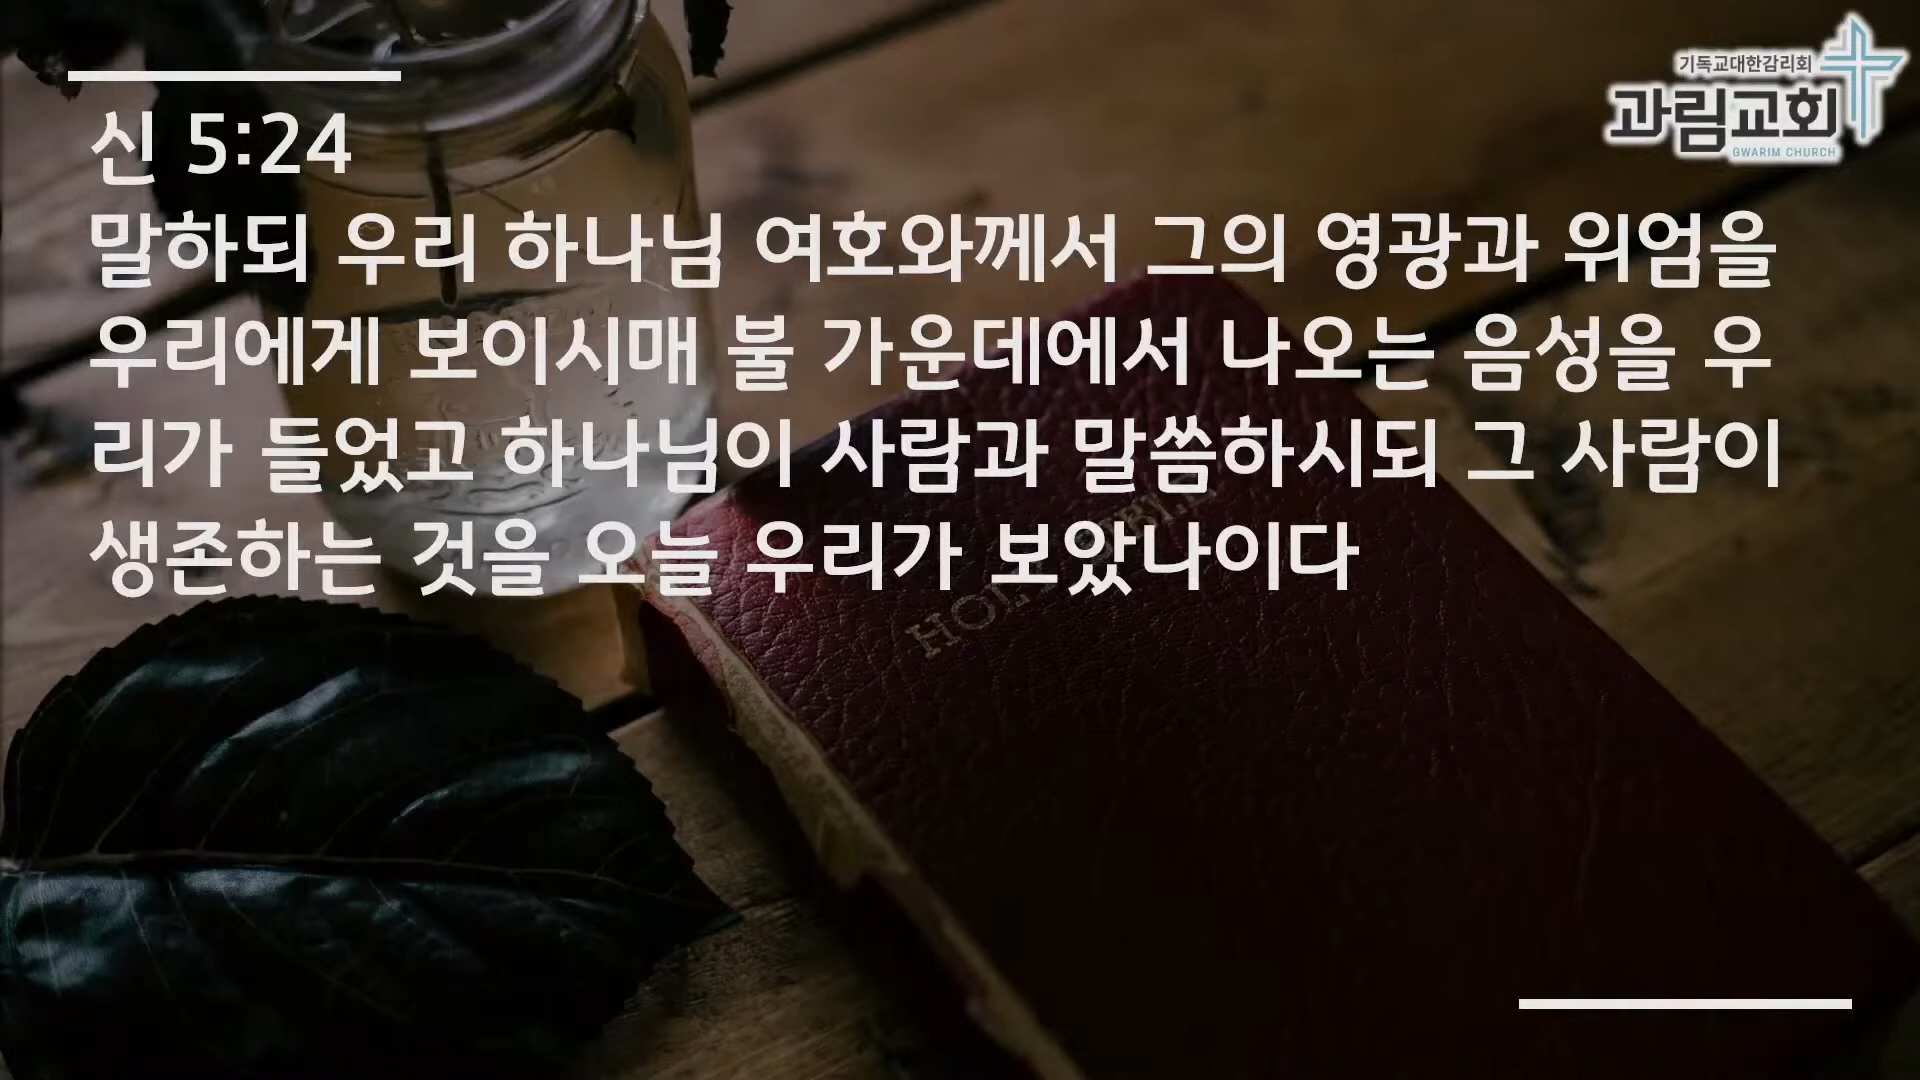 기독교대한감리회
과림교회
GWARIM CHURCH
신 5:24
말하되 우리 하나님 여호와께서 그의 영광과 위엄을
우리에게 보이시매 불 가운데에서 나오는 음성을 우
리가 들었고 하나님이 사람과 말씀하시되 그 사람이
생존하는 것을 오늘 우리가 보았나이다
HOLY BIBLE